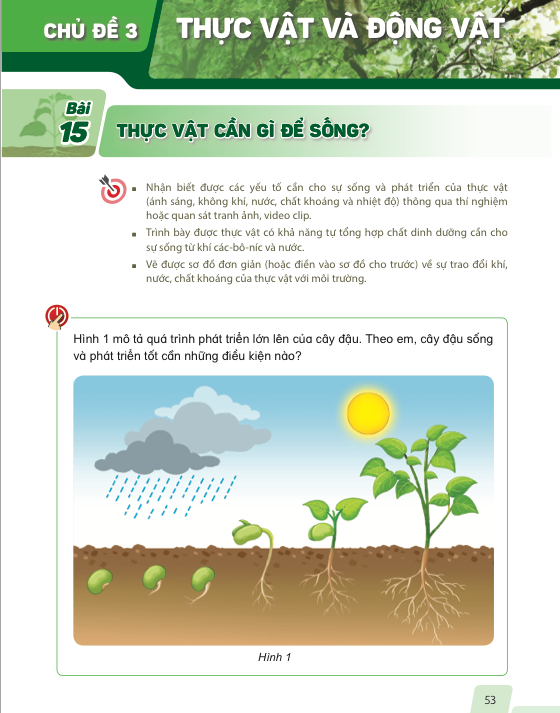 CHỦ ĐỀ 3
THỰC VẬT VÀ ĐỘNG VẬT
Bài
15
THỰC VẬT CẦN GÌ ĐỂ SỐNG?
▪ Nhận biết được các yếu tố cần cho sự sống và phát triển của thực vật
(ánh sáng, không khí, nước, chất khoáng và nhiệt độ) thông qua thí nghiệm
hoặc quan sát tranh ảnh, video clip.
▪ Trình bày được thực vật có khả năng tự tổng hợp chất dinh dưỡng cần cho
sự sống từ khí các-bô-níc và nước.
▪ Vẽ được sơ đồ đơn giản (hoặc điền vào sơ đồ cho trước) về sự trao đổi khí,
nước, chất khoáng của thực vật với môi trường.
Hình 1 mô tả quá trình phát triển lớn lên của cây đậu. Theo em, cây đậu sống
và phát triển tốt cần những điều kiện nào?
Hình 1
53